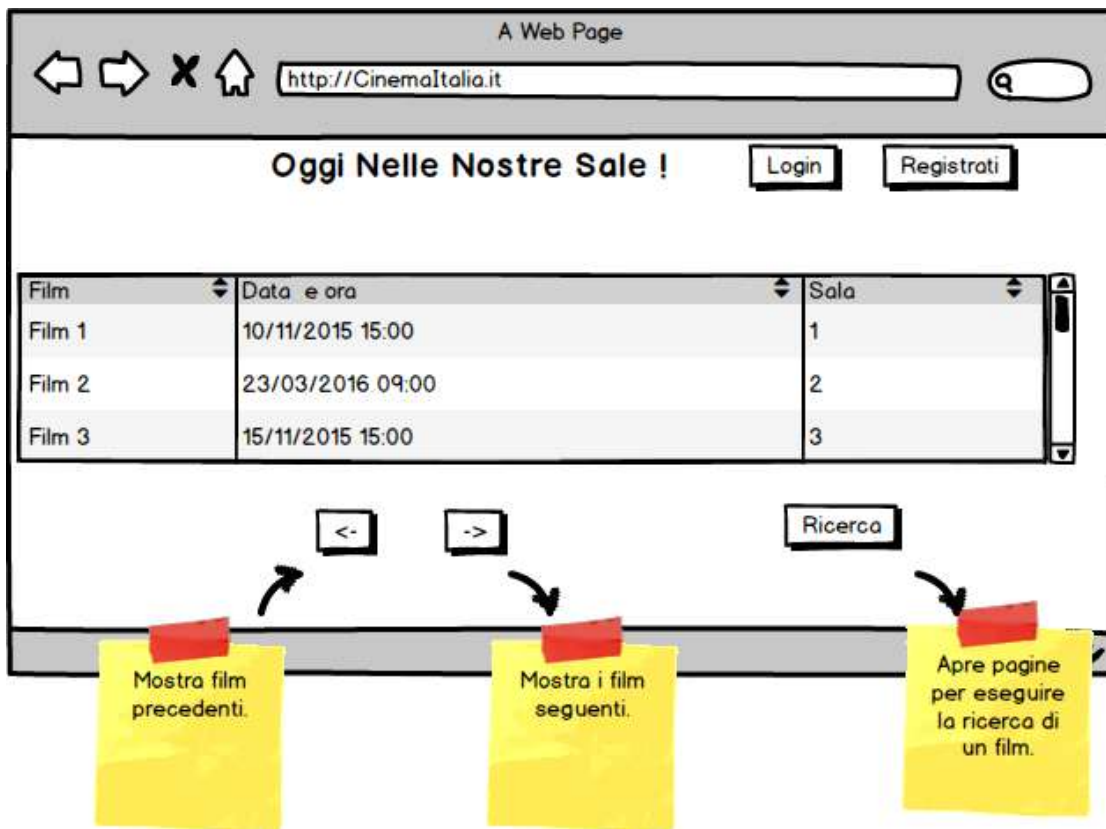 A Web Page
http://CinemaItalia.it
Oggi Nelle Nostre Sale !
Login
Registrati
Film
Data e ora
Sala
Film 1
10/11/2015 15:00
1
Film 2
23/03/2016 09:00
2
Film 3
15/11/2015 15:00
3
<-
->
Ricerca
Mostra film
precedenti.
Mostra i film
seguenti.
Apre pagine
per eseguire
la ricerca di
un film.